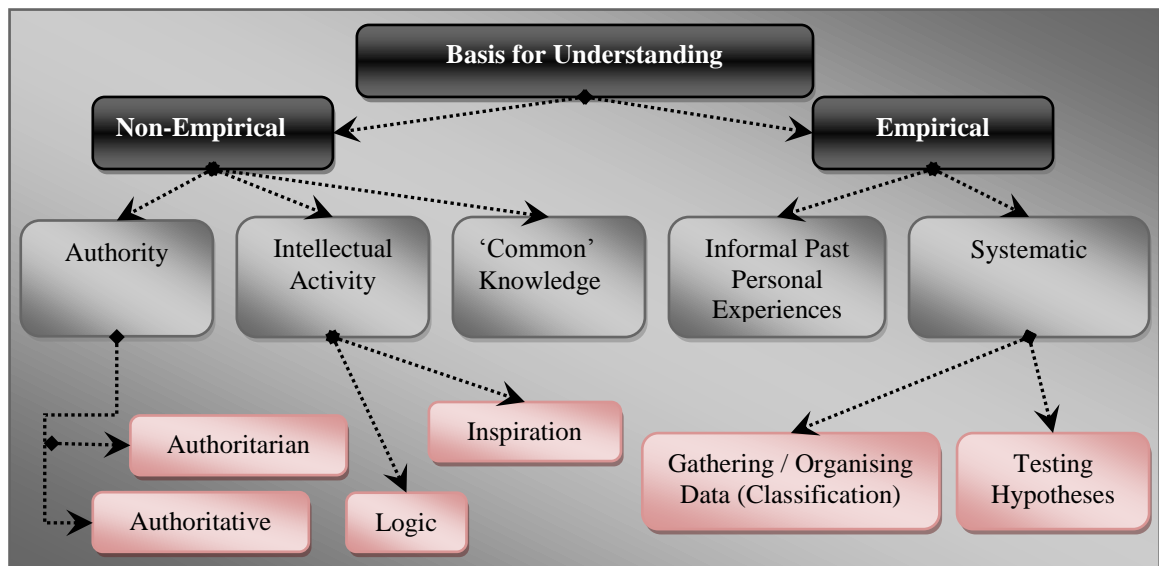 Basis for Understanding
Non-Empirical
Empirical
Authority
Intellectual
Activity
‘Common’
Knowledge
Informal Past
Personal
Experiences
Systematic
Authoritarian
Authoritative
Logic
Inspiration
Gathering / Organising
Data (Classification)
Testing
Hypotheses